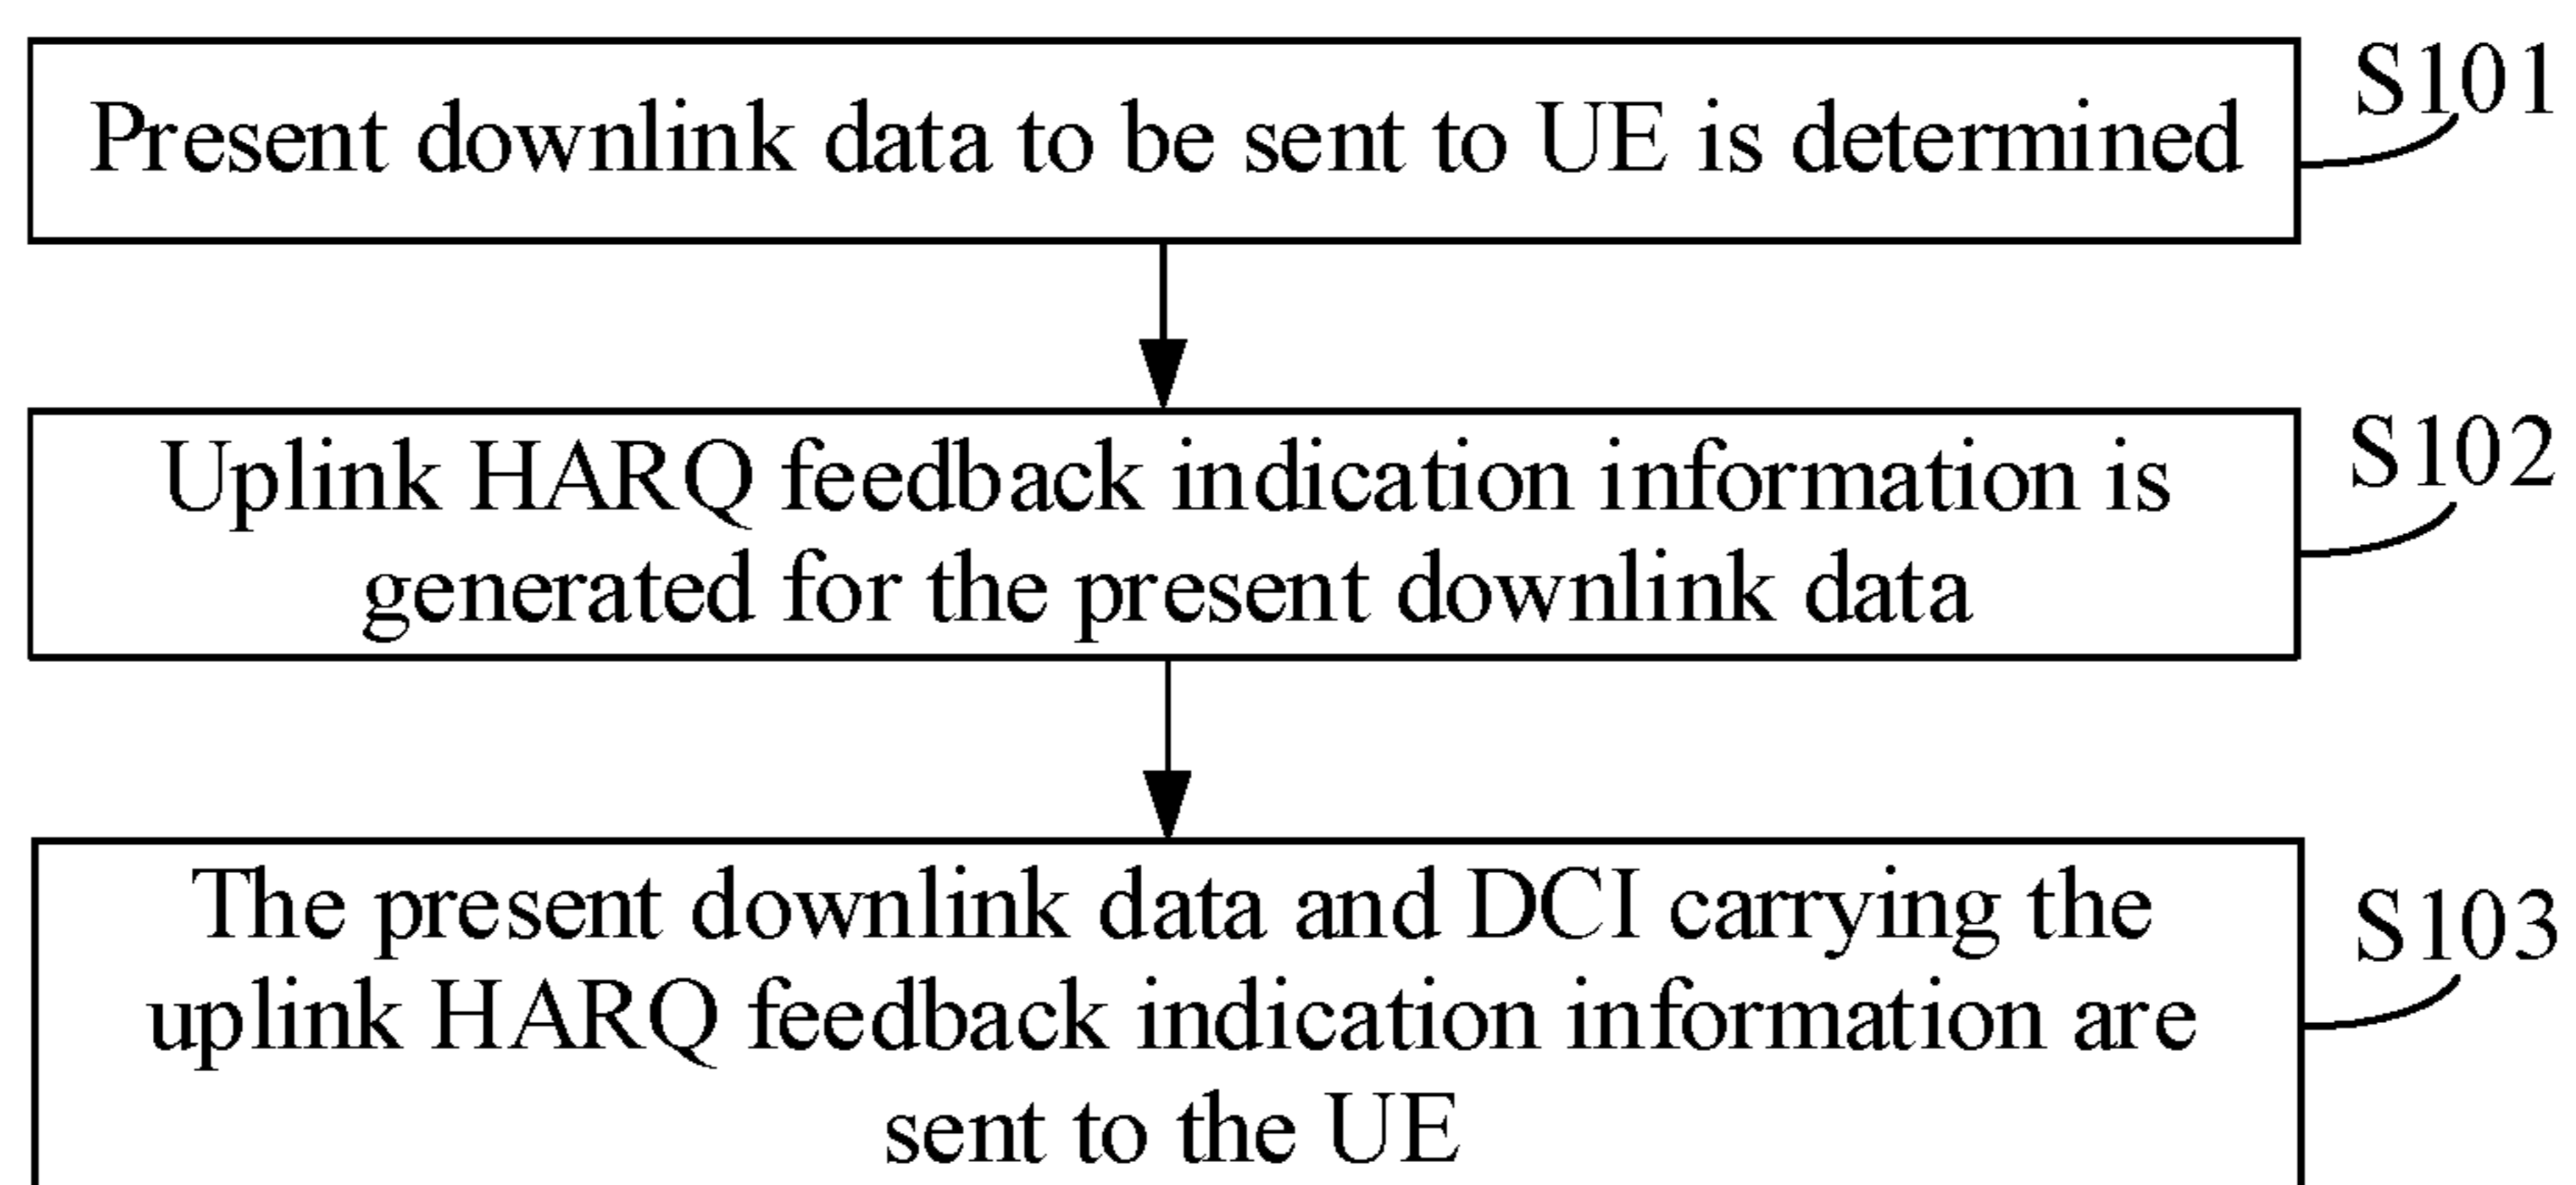 Present downlink data to be sent to UE is determined
S101
Uplink HARQ feedback indication information is
generated for the present downlink data
S102
The present downlink data and DCI carrying the
uplink HARQ feedback indication information are
sent to the UE
S103